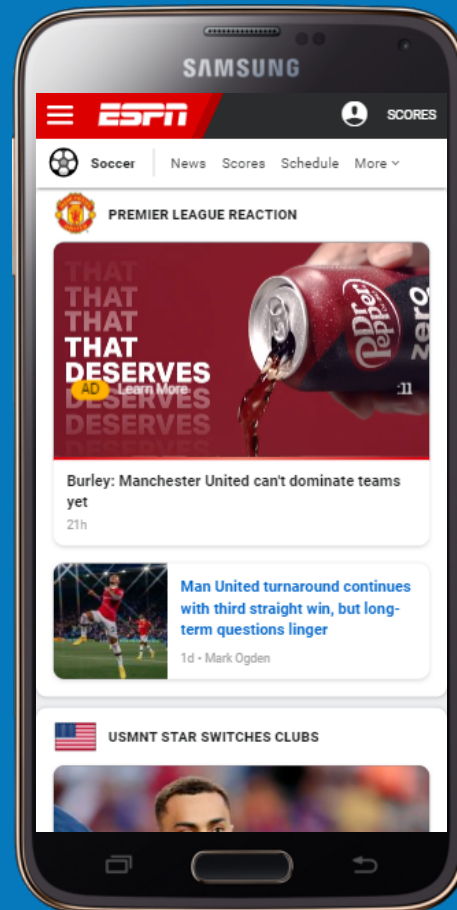 SAMSUNG
ESPN
SCORES
Soccer
News Scores Schedule More
PREMIER LEAGUE REACTION
THAT
THAT
THAT
THAT
DESERVES
AD Learn More
:11
DESERVES
DESERVES
Dr Pepper
zero
Burley: Manchester United can't dominate teams
yet
21h
Man United turnaround continues
with third straight win, but long-
term questions linger
1d • Mark Ogden
USMNT STAR SWITCHES CLUBS